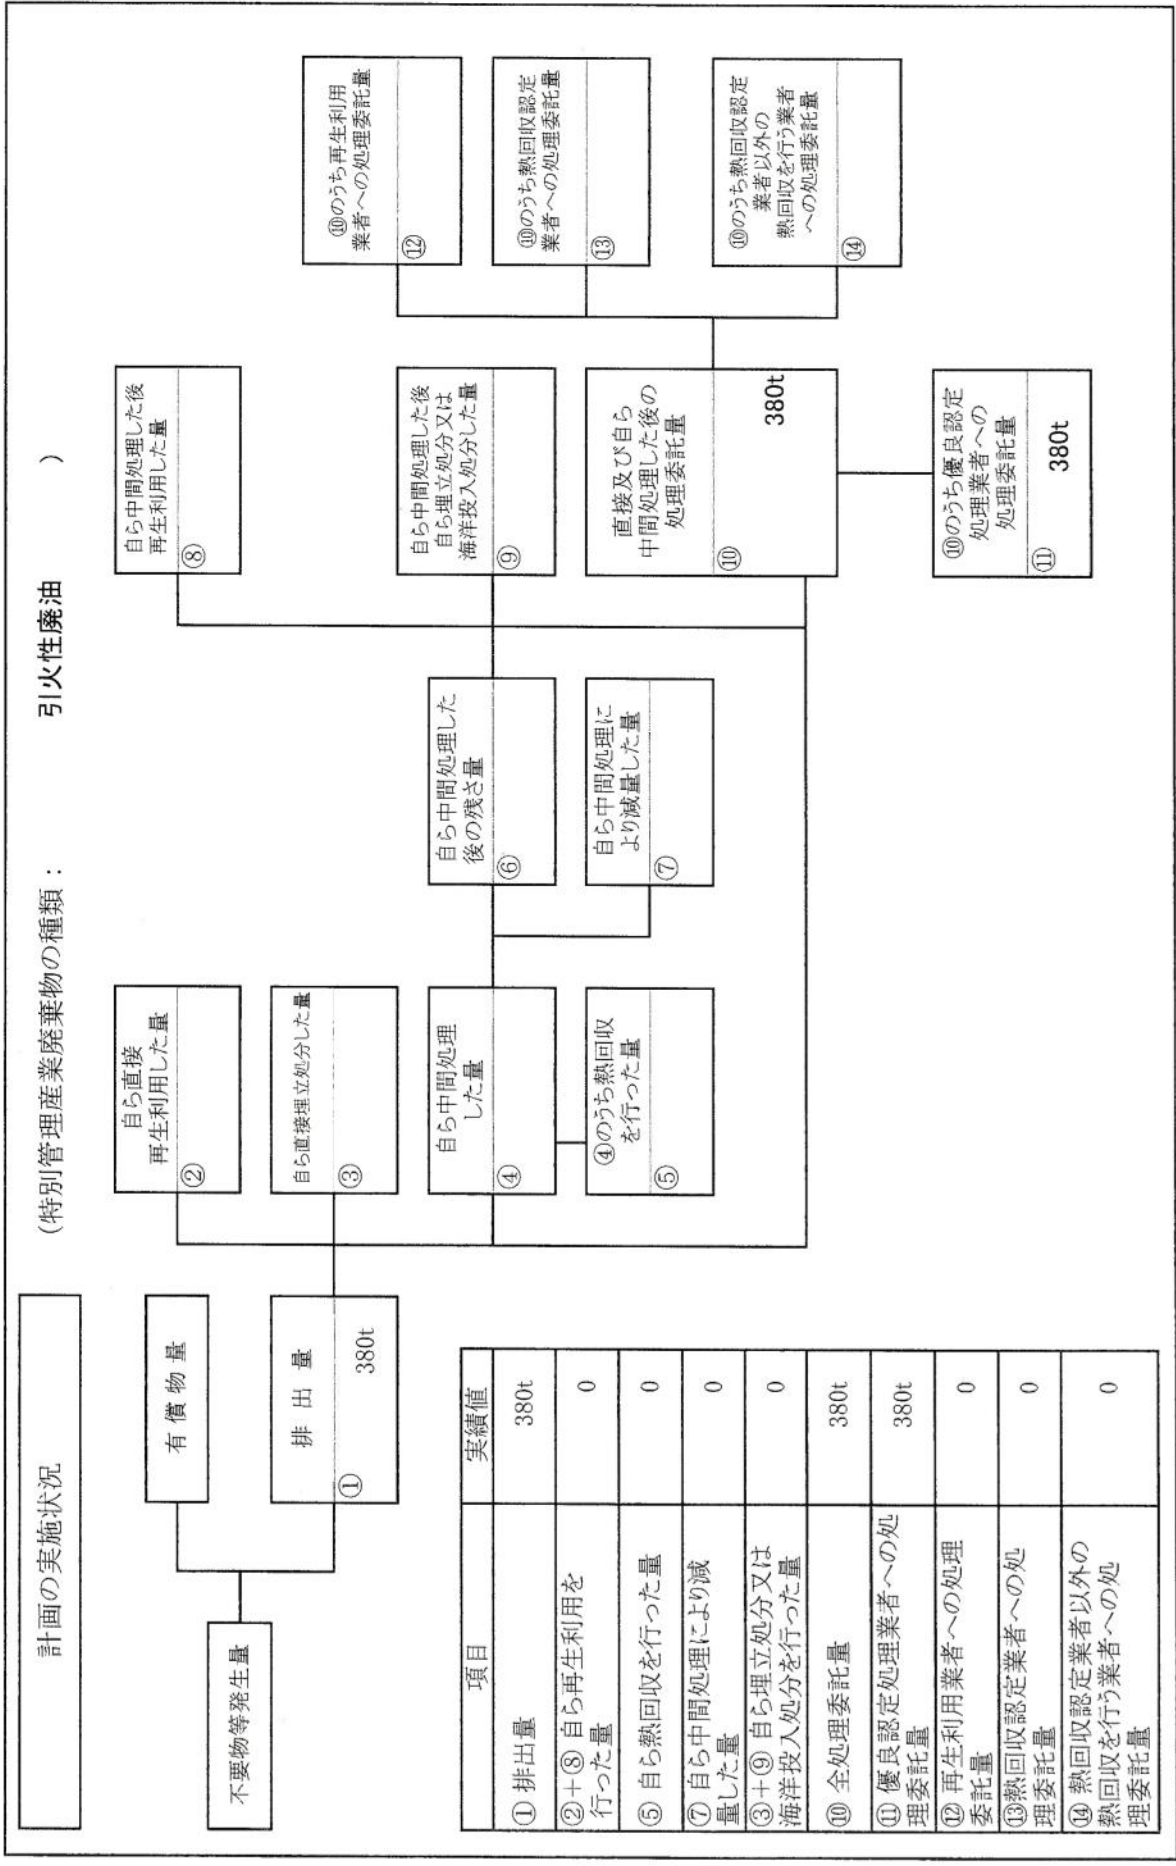 計画の実施状況
(特別管理産業廃棄物の種類： 引火性廃油 )
不要物等発生量
有 償 物 量
排 出 量
①
380t
自ら直接
再生利用した量
②
自ら直接埋立処分した量
③
自ら中間処理
した量
④
④のうち熱回収
を行った量
⑤
自ら中間処理した
後の残さ量
⑥
自ら中間処理に
より減量した量
⑦
自ら中間処理した後
再生利用した量
⑧
自ら中間処理した後
自ら埋立処分又は
海洋投入処分した量
⑨
直接及び自ら
中間処理した後の
処理委託量
⑩
380t
⑩のうち優良認定
処理業者への
処理委託量
⑪
380t
⑩のうち再生利用
業者への処理委託量
⑫
⑩のうち熱回収認定
業者への処理委託量
⑬
⑩のうち熱回収認定
業者以外の
熱回収を行う業者
への処理委託量
⑭
項目 実績値
① 排出量 380t
②＋⑧ 自ら再生利用を
行った量 0
⑤ 自ら熱回収を行った量 0
⑦ 自ら中間処理により減
量した量 0
③＋⑨ 自ら埋立処分又は
海洋投入処分を行った量 0
⑩ 全処理委託量 380t
⑪ 優良認定処理業者への処
理委託量 380t
⑫ 再生利用業者への処理
委託量 0
⑬熱回収認定業者への処
理委託量 0
⑭ 熱回収認定業者以外の
熱回収を行う業者への処
理委託量 0